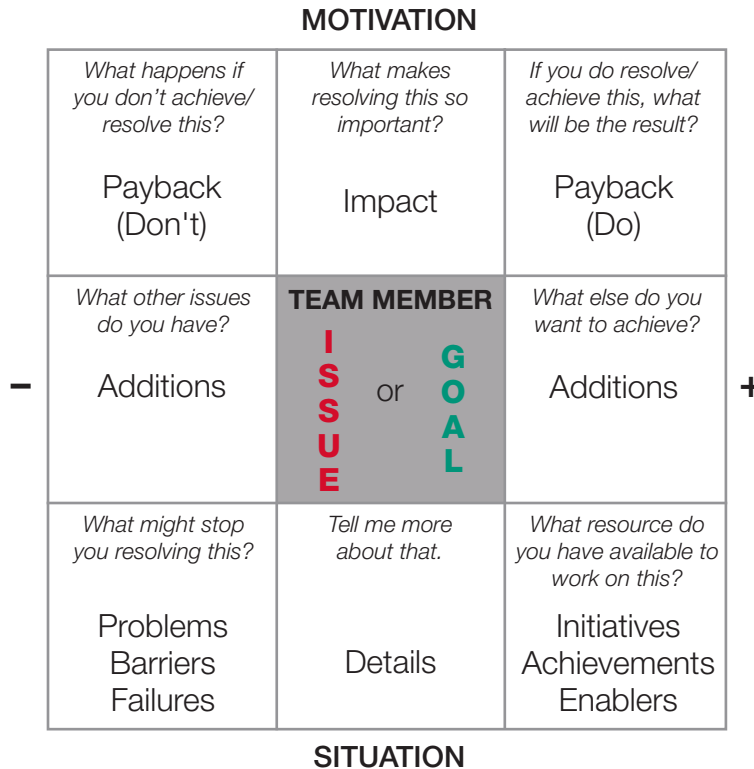 MOTIVATION
What happens if
you don’t achieve/
resolve this?
Payback
(Don't)
What makes
resolving this so
important?
Impact
If you do resolve/
achieve this, what
will be the result?
Payback
(Do)
–
What other issues
do you have?
Additions
TEAM MEMBER
ISSUE
or
GOAL
What else do you
want to achieve?
Additions
+
What might stop
you resolving this?
Problems
Barriers
Failures
Tell me more
about that.
Details
What resource do
you have available to
work on this?
Initiatives
Achievements
Enablers
SITUATION